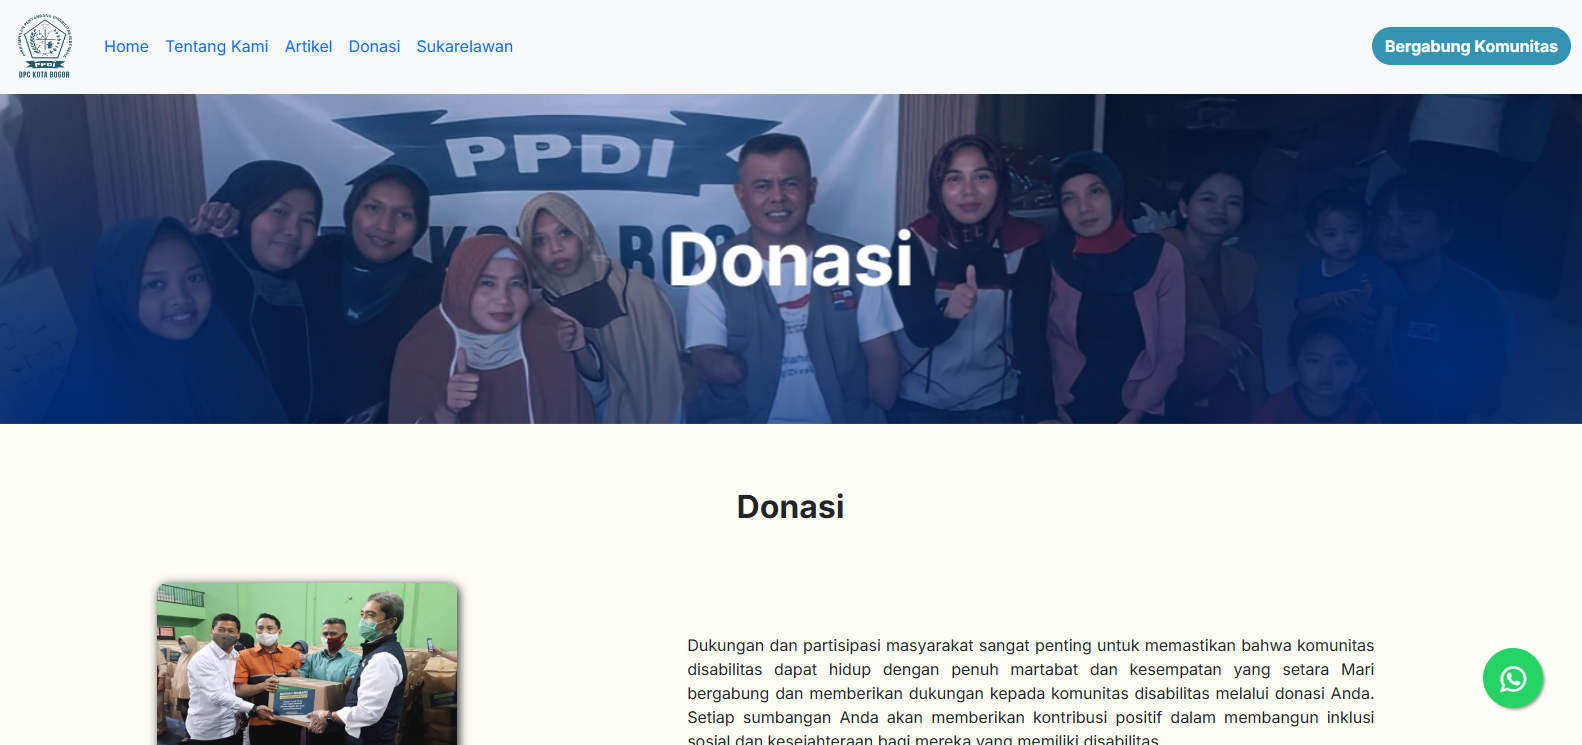 PPDI
DPC KOTA BOGOR
Home Tentang Kami Artikel Donasi Sukarelawan
Bergabung Komunitas
PPDI
KOTA BOG
Donasi
Donasi
Dukungan dan partisipasi masyarakat sangat penting untuk memastikan bahwa komunitas
disabilitas dapat hidup dengan penuh martabat dan kesempatan yang setara Mari
bergabung dan memberikan dukungan kepada komunitas disabilitas melalui donasi Anda.
Setiap sumbangan Anda akan memberikan kontribusi positif dalam membangun inklusi
sosial dan kesejahteraan bagi mereka yang memiliki disabilitas.